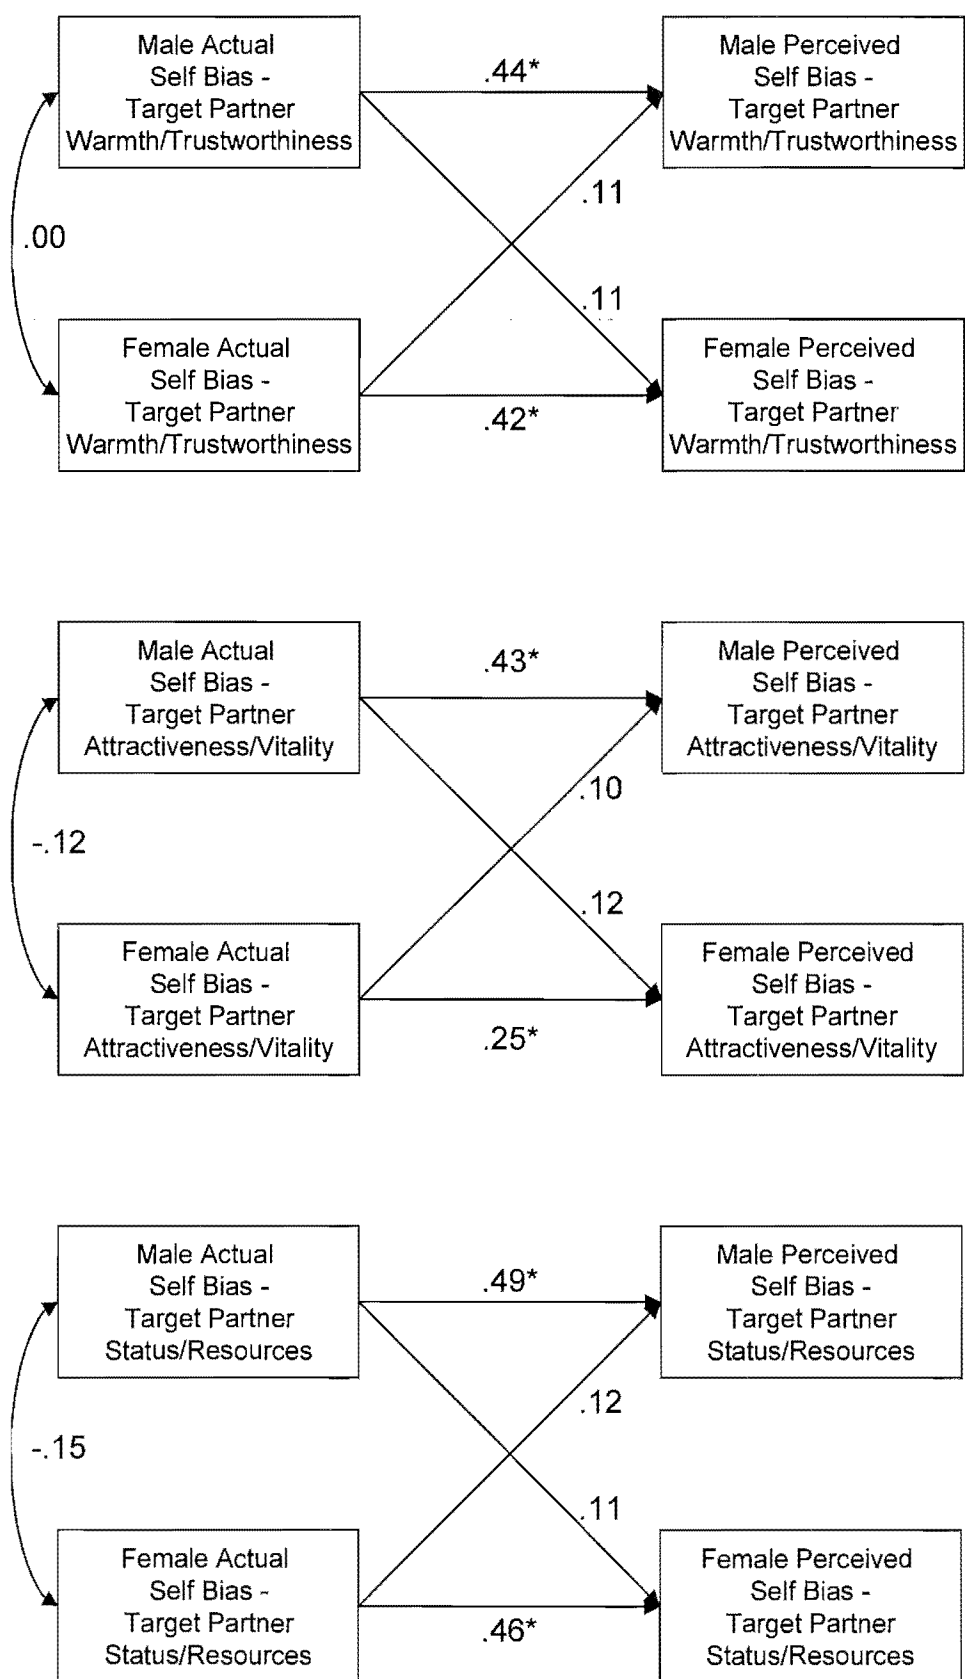 Male Actual
Self Bias -
Target Partner
Warmth/Trustworthiness
.44*
Male Perceived
Self Bias -
Target Partner
Warmth/Trustworthiness
.11
.00
.11
Female Actual
Self Bias -
Target Partner
Warmth/Trustworthiness
.42*
Female Perceived
Self Bias -
Target Partner
Warmth/Trustworthiness
Male Actual
Self Bias -
Target Partner
Attractiveness/Vitality
.43*
Male Perceived
Self Bias -
Target Partner
Attractiveness/Vitality
.10
-.12
.12
Female Actual
Self Bias -
Target Partner
Attractiveness/Vitality
.25*
Female Perceived
Self Bias -
Target Partner
Attractiveness/Vitality
Male Actual
Self Bias -
Target Partner
Status/Resources
.49*
Male Perceived
Self Bias -
Target Partner
Status/Resources
.12
-.15
.11
Female Actual
Self Bias -
Target Partner
Status/Resources
.46*
Female Perceived
Self Bias -
Target Partner
Status/Resources